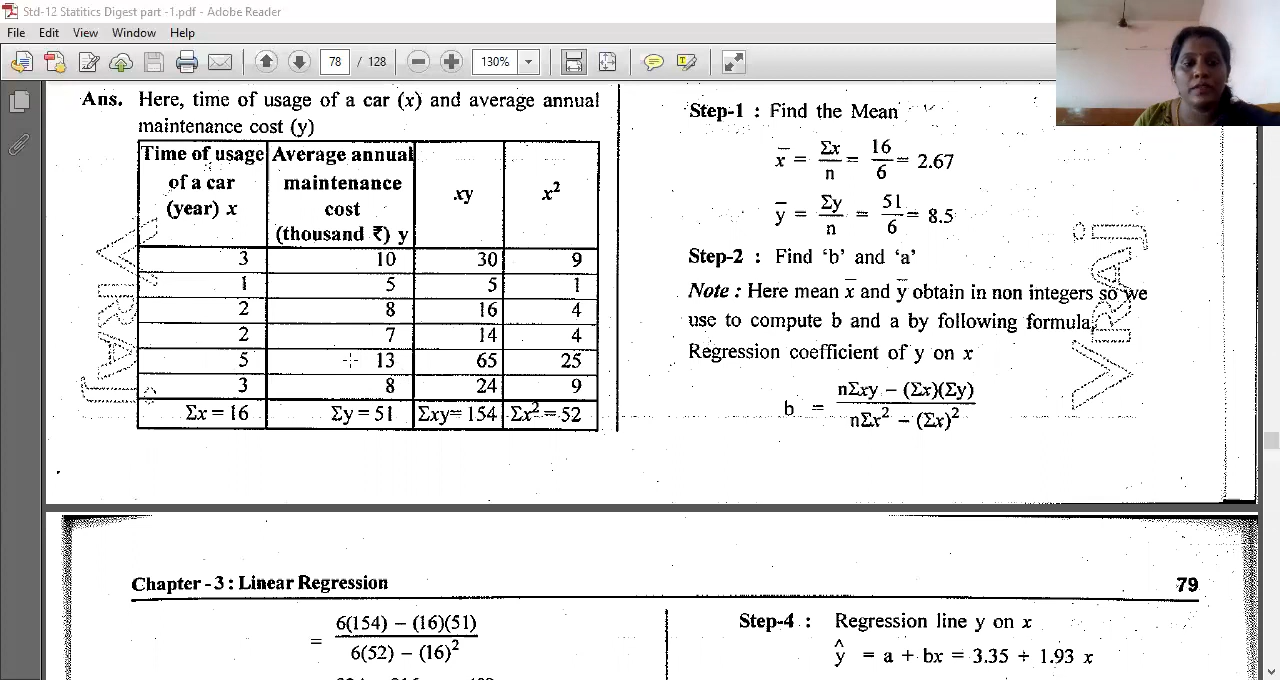 Std-12 Statitics Digest part -1.pdf - Adobe Reader
File Edit View Window Help
78 / 128 130%
Ans. Here, time of usage of a car (x) and average annual
maintenance cost (y)
Time of usage of a car (year) x | Average annual maintenance cost (thousand ₹) y | xy | x²
3 10 30 9
1 5 5 1
2 8 16 4
2 7 14 4
5 13 65 25
3 8 24 9
Σx = 16 Σy = 51 Σxy= 154 Σx² = 52
Step-1 : Find the Mean
x̄ = Σx/n = 16/6 = 2.67
ȳ = Σy/n = 51/6 = 8.5
Step-2 : Find ‘b’ and ‘a’
Note : Here mean x̄ and ȳ obtain in non integers so we
use to compute b and a by following formula,
Regression coefficient of y on x
b = nΣxy − (Σx)(Σy) / nΣx² − (Σx)²
VIRAJ
VIRAJ
Chapter - 3 : Linear Regression 79
= 6(154) − (16)(51) / 6(52) − (16)²
Step-4 : Regression line y on x
ŷ = a + bx = 3.35 + 1.93 x